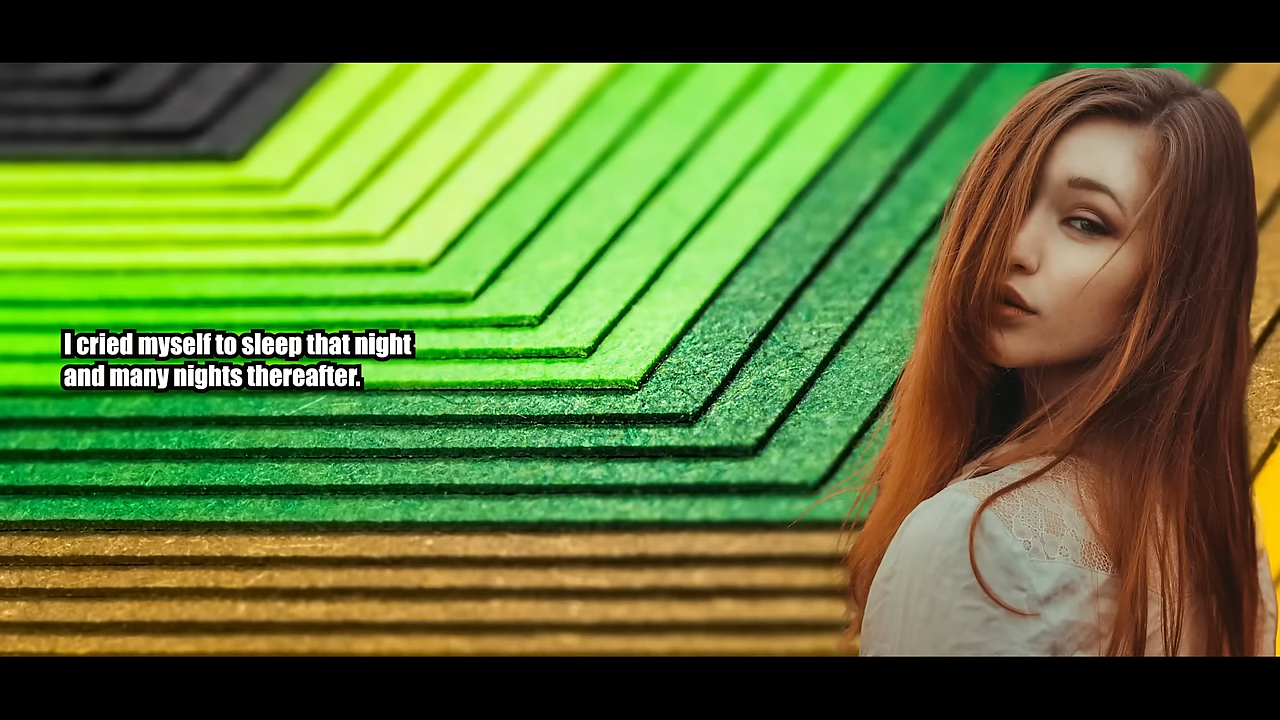 I cried myself to sleep that night
and many nights thereafter.